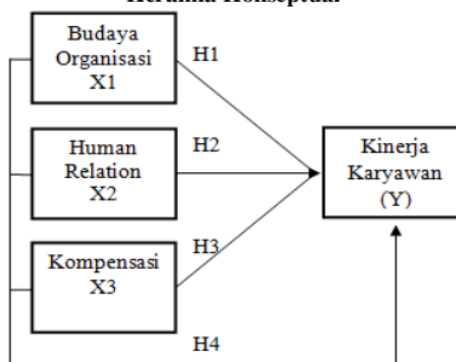 Kerangka Konseptual
Budaya
Organisasi
X1
H1
Human
Relation
X2
H2
Kinerja
Karyawan
(Y)
Kompensasi
X3
H3
H4